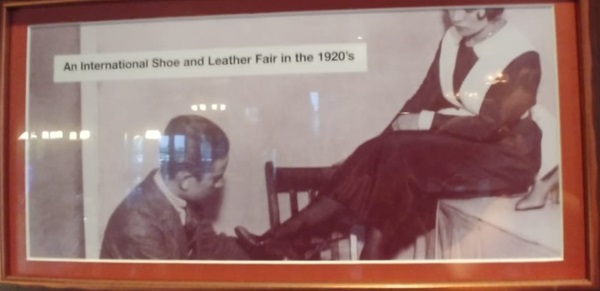 An International Shoe and Leather Fair in the 1920's